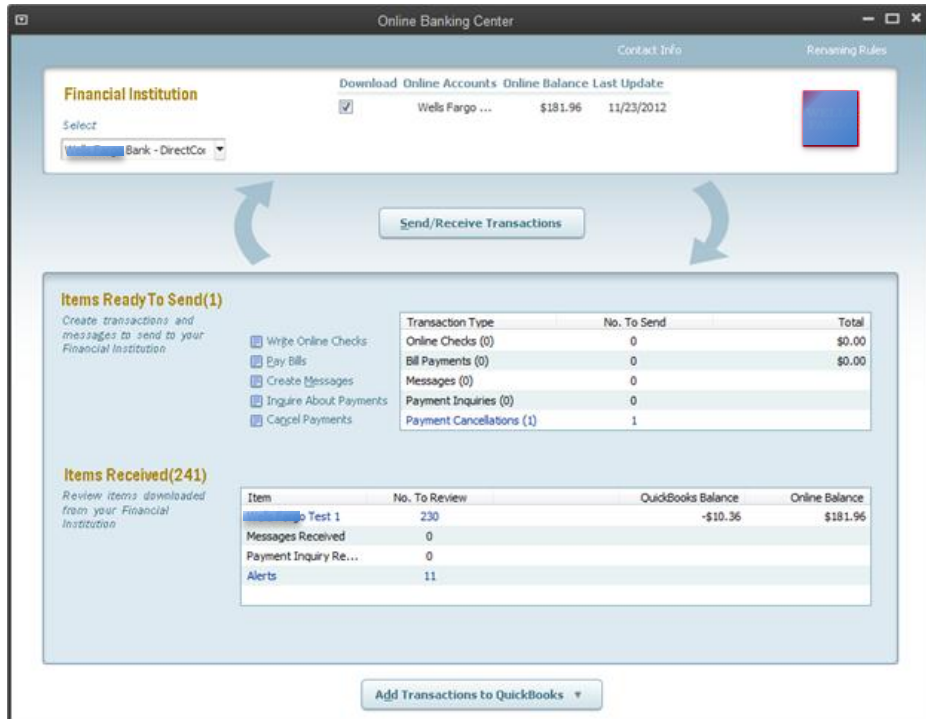 Online Banking Center
Contact Info Renaming Rules
Financial Institution
Download Online Accounts Online Balance Last Update
Wells Fargo ... $181.96 11/23/2012
Select
Bank - DirectCo
Send/Receive Transactions
Items Ready To Send(1)
Create transactions and
messages to send to your
Financial Institution
Write Online Checks
Pay Bills
Create Messages
Inquire About Payments
Cancel Payments
Transaction Type No. To Send Total
Online Checks (0) 0 $0.00
Bill Payments (0) 0 $0.00
Messages (0) 0
Payment Inquiries (0) 0
Payment Cancellations (1) 1
Items Received(241)
Review items downloaded
from your Financial
Institution
Item No. To Review QuickBooks Balance Online Balance
Test 1 230 -$10.36 $181.96
Messages Received 0
Payment Inquiry Re... 0
Alerts 11
Add Transactions to QuickBooks